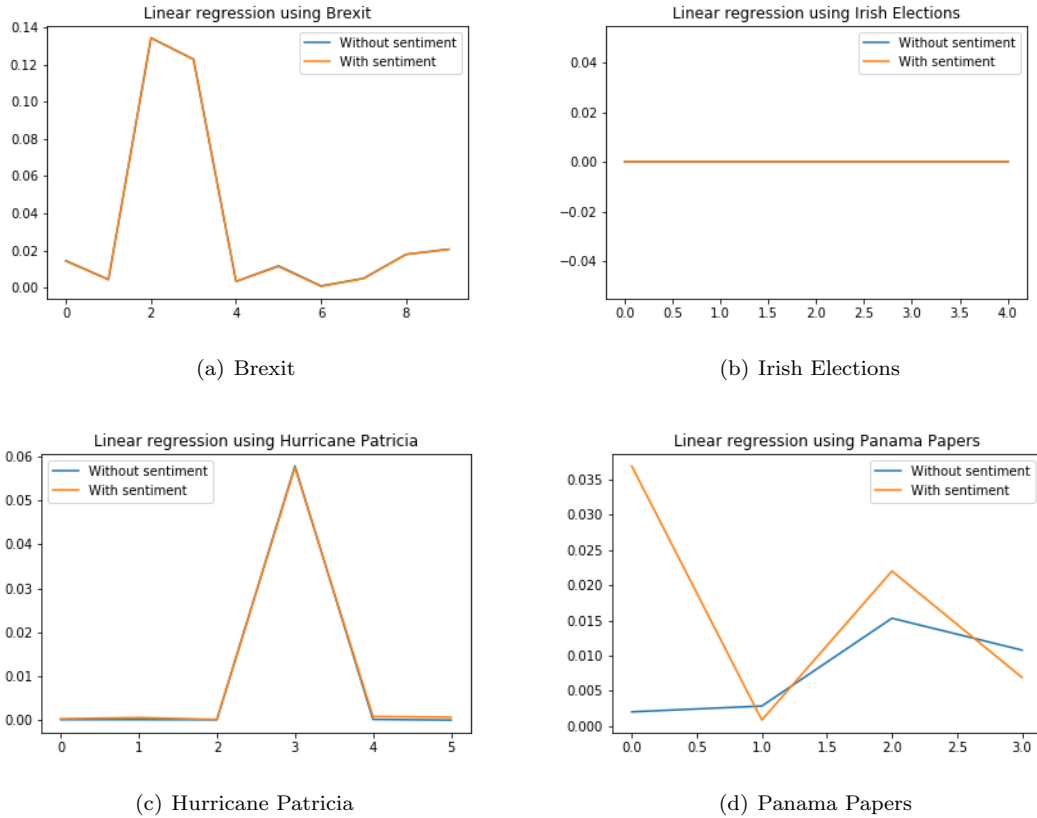 Linear regression using Brexit
0.14
0.12
0.10
0.08
0.06
0.04
0.02
0.00
0 2 4 6 8
Without sentiment
With sentiment
(a) Brexit
Linear regression using Irish Elections
0.04
0.02
0.00
−0.02
−0.04
0.0 0.5 1.0 1.5 2.0 2.5 3.0 3.5 4.0
Without sentiment
With sentiment
(b) Irish Elections
Linear regression using Hurricane Patricia
0.06
0.05
0.04
0.03
0.02
0.01
0.00
0 1 2 3 4 5
Without sentiment
With sentiment
(c) Hurricane Patricia
Linear regression using Panama Papers
0.035
0.030
0.025
0.020
0.015
0.010
0.005
0.000
0.0 0.5 1.0 1.5 2.0 2.5 3.0
Without sentiment
With sentiment
(d) Panama Papers